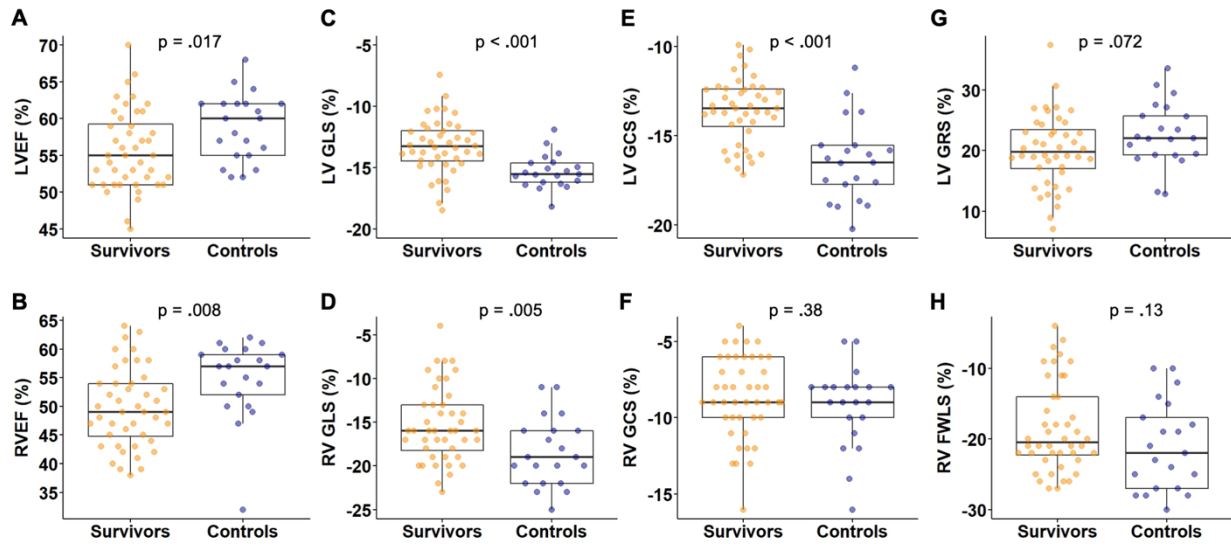 A
p = .017
LVEF (%)
70
65
60
55
50
45
Survivors Controls
C
p < .001
LV GLS (%)
-5
-10
-15
-20
Survivors Controls
E
p < .001
LV GCS (%)
-10
-15
-20
Survivors Controls
G
p = .072
LV GRS (%)
30
20
10
Survivors Controls
B
p = .008
RVEF (%)
65
60
55
50
45
40
35
Survivors Controls
D
p = .005
RV GLS (%)
-5
-10
-15
-20
-25
Survivors Controls
F
p = .38
RV GCS (%)
-5
-10
-15
Survivors Controls
H
p = .13
RV FWLS (%)
-10
-20
-30
Survivors Controls